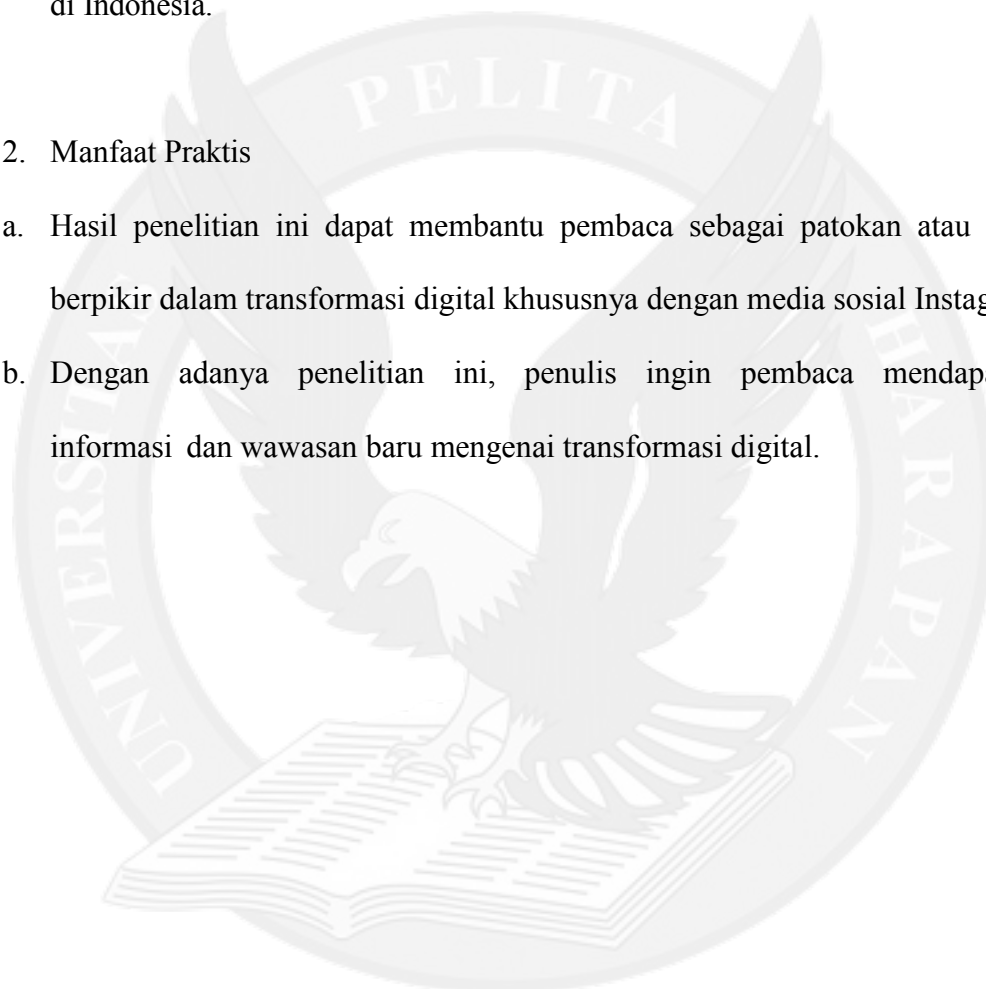 di Indonesia.
PELITA
2. Manfaat Praktis
a. Hasil penelitian ini dapat membantu pembaca sebagai patokan atau
berpikir dalam transformasi digital khususnya dengan media sosial Instag
b. Dengan adanya penelitian ini, penulis ingin pembaca mendapa
informasi dan wawasan baru mengenai transformasi digital.
UNIVERSITAS
HARAPAN